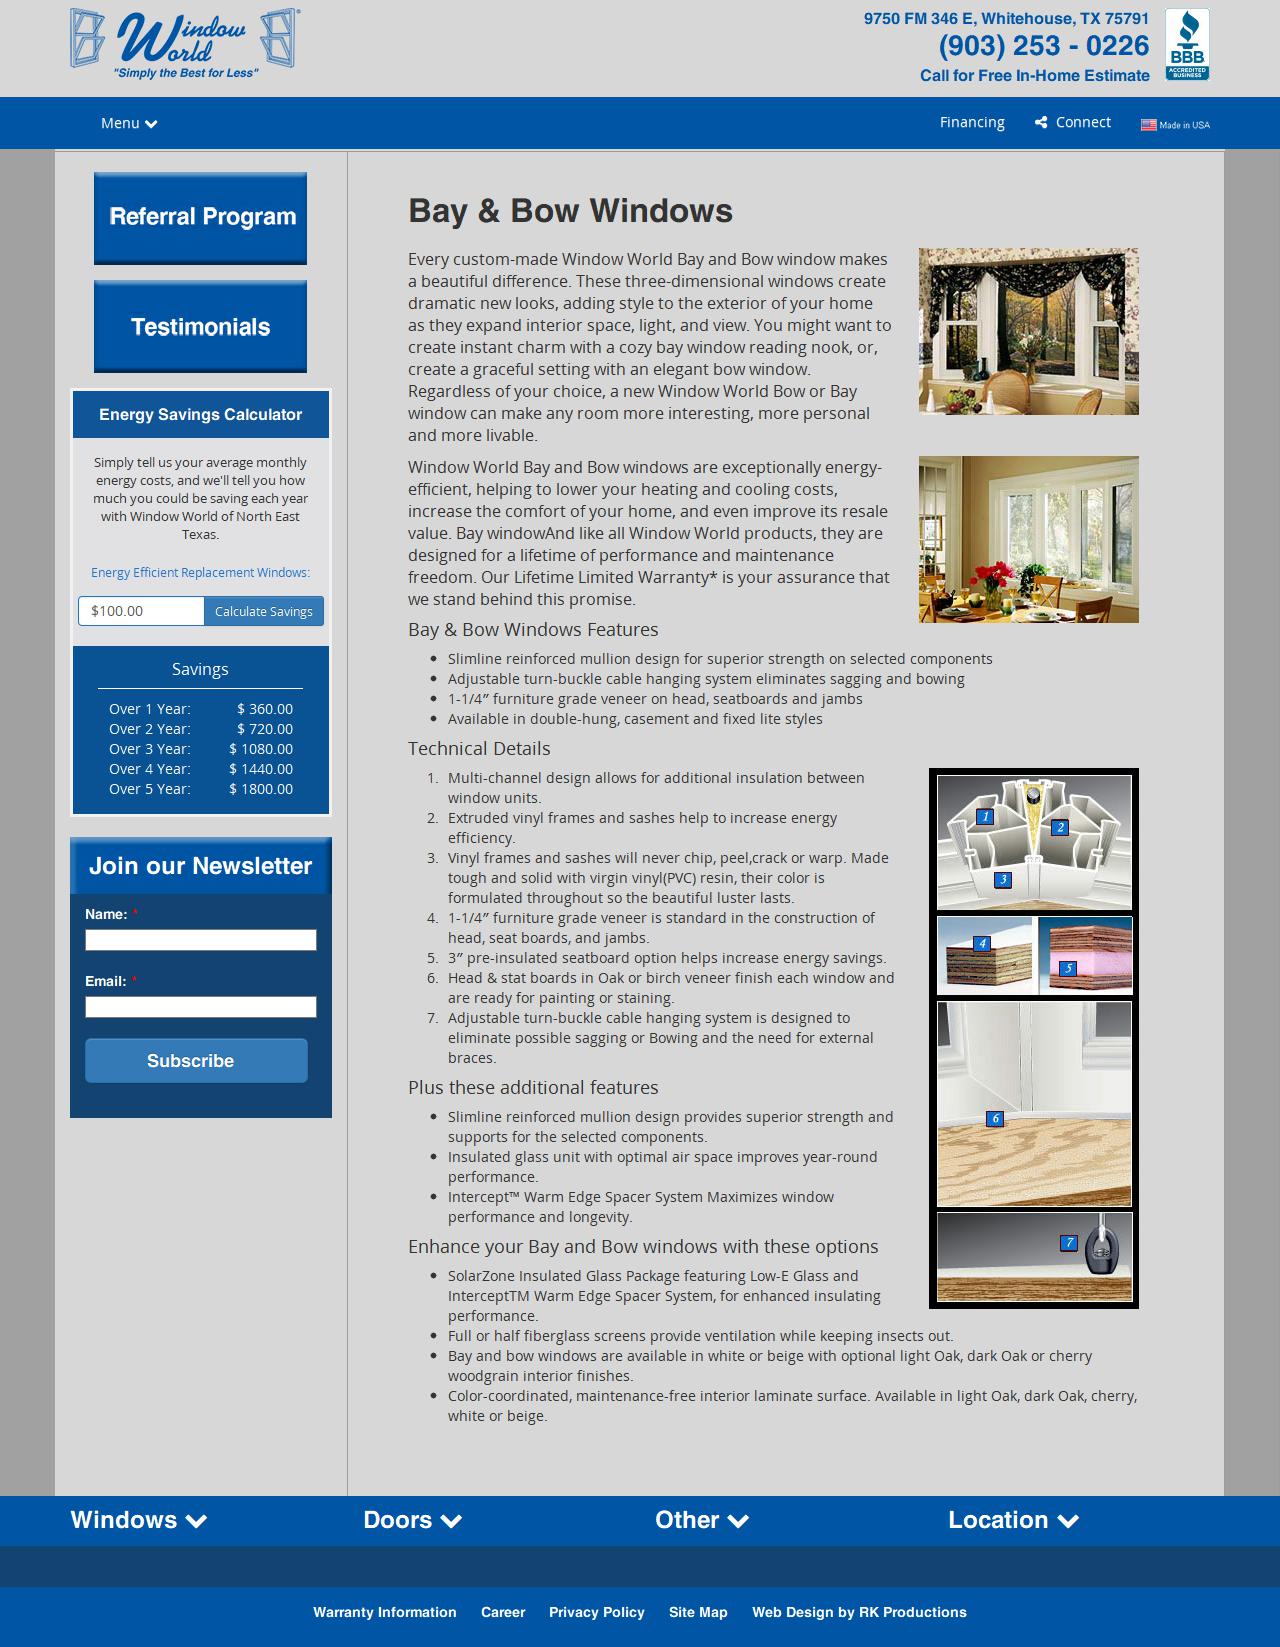 Window World
"Simply the Best for Less"
9750 FM 346 E, Whitehouse, TX 75791
(903) 253 - 0226
Call for Free In-Home Estimate
BBB
ACCREDITED
BUSINESS
Menu
Financing
Connect
Made in USA
Referral Program
Testimonials
Energy Savings Calculator
Simply tell us your average monthly
energy costs, and we'll tell you how
much you could be saving each year
with Window World of North East
Texas.
Energy Efficient Replacement Windows:
$100.00 Calculate Savings
Savings
Over 1 Year: $ 360.00
Over 2 Year: $ 720.00
Over 3 Year: $ 1080.00
Over 4 Year: $ 1440.00
Over 5 Year: $ 1800.00
Join our Newsletter
Name: *
Email: *
Subscribe
Bay & Bow Windows
Every custom-made Window World Bay and Bow window makes
a beautiful difference. These three-dimensional windows create
dramatic new looks, adding style to the exterior of your home
as they expand interior space, light, and view. You might want to
create instant charm with a cozy bay window reading nook, or,
create a graceful setting with an elegant bow window.
Regardless of your choice, a new Window World Bow or Bay
window can make any room more interesting, more personal
and more livable.
Window World Bay and Bow windows are exceptionally energy-
efficient, helping to lower your heating and cooling costs,
increase the comfort of your home, and even improve its resale
value. Bay windowAnd like all Window World products, they are
designed for a lifetime of performance and maintenance
freedom. Our Lifetime Limited Warranty* is your assurance that
we stand behind this promise.
Bay & Bow Windows Features
• Slimline reinforced mullion design for superior strength on selected components
• Adjustable turn-buckle cable hanging system eliminates sagging and bowing
• 1-1/4″ furniture grade veneer on head, seatboards and jambs
• Available in double-hung, casement and fixed lite styles
Technical Details
1. Multi-channel design allows for additional insulation between
window units.
2. Extruded vinyl frames and sashes help to increase energy
efficiency.
3. Vinyl frames and sashes will never chip, peel,crack or warp. Made
tough and solid with virgin vinyl(PVC) resin, their color is
formulated throughout so the beautiful luster lasts.
4. 1-1/4″ furniture grade veneer is standard in the construction of
head, seat boards, and jambs.
5. 3″ pre-insulated seatboard option helps increase energy savings.
6. Head & stat boards in Oak or birch veneer finish each window and
are ready for painting or staining.
7. Adjustable turn-buckle cable hanging system is designed to
eliminate possible sagging or Bowing and the need for external
braces.
1
2
3
4
5
6
7
Plus these additional features
• Slimline reinforced mullion design provides superior strength and
supports for the selected components.
• Insulated glass unit with optimal air space improves year-round
performance.
• Intercept™ Warm Edge Spacer System Maximizes window
performance and longevity.
Enhance your Bay and Bow windows with these options
• SolarZone Insulated Glass Package featuring Low-E Glass and
InterceptTM Warm Edge Spacer System, for enhanced insulating
performance.
• Full or half fiberglass screens provide ventilation while keeping insects out.
• Bay and bow windows are available in white or beige with optional light Oak, dark Oak or cherry
woodgrain interior finishes.
• Color-coordinated, maintenance-free interior laminate surface. Available in light Oak, dark Oak, cherry,
white or beige.
Windows
Doors
Other
Location
Warranty Information Career Privacy Policy Site Map Web Design by RK Productions